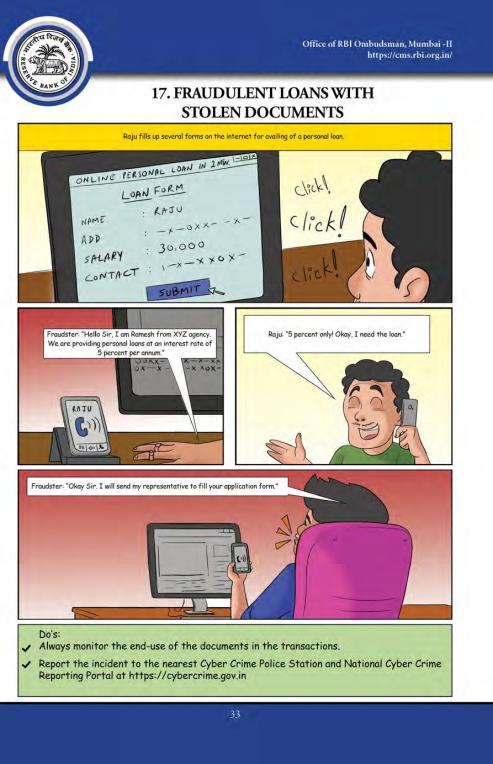 भारतीय रिज़र्व बैंक
RESERVE BANK OF INDIA
Office of RBI Ombudsman, Mumbai -II
https://cms.rbi.org.in/
17. FRAUDULENT LOANS WITH
STOLEN DOCUMENTS
Raju fills up several forms on the internet for availing of a personal loan.
ONLINE PERSONAL LOAN IN 2 MIN.
LOAN FORM
NAME : RAJU
ADD : -x-oxx- -x-
SALARY : 30,000
CONTACT : 1-x-xxox-
SUBMIT
click!
click!
click!
Fraudster: "Hello Sir, I am Ramesh from XYZ agency.
We are providing personal loans at an interest rate of
5 percent per annum."
RAJU
Raju: "5 percent only! Okay, I need the loan."
Fraudster: "Okay Sir. I will send my representative to fill your application form."
Do's:
✓ Always monitor the end-use of the documents in the transactions.
✓ Report the incident to the nearest Cyber Crime Police Station and National Cyber Crime
Reporting Portal at https://cybercrime.gov.in
33